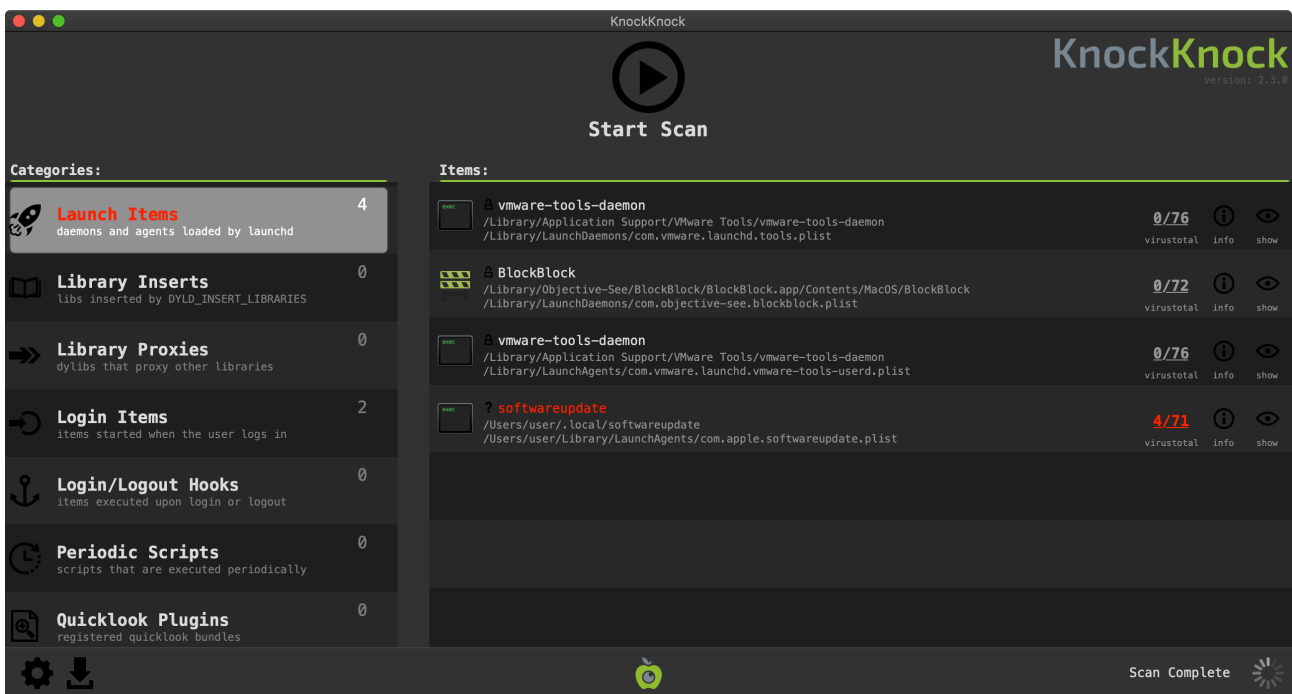 KnockKnock
KnockKnock
version: 2.3.0
Start Scan
Categories:
Launch Items
4
daemons and agents loaded by launchd
Library Inserts
0
libs inserted by DYLD_INSERT_LIBRARIES
Library Proxies
0
dylibs that proxy other libraries
Login Items
2
items started when the user logs in
Login/Logout Hooks
0
items executed upon login or logout
Periodic Scripts
0
scripts that are executed periodically
Quicklook Plugins
0
registered quicklook bundles
Items:
exec
vmware-tools-daemon
/Library/Application Support/VMware Tools/vmware-tools-daemon
/Library/LaunchDaemons/com.vmware.launchd.tools.plist
0/76
virustotal info show
BlockBlock
/Library/Objective-See/BlockBlock/BlockBlock.app/Contents/MacOS/BlockBlock
/Library/LaunchDaemons/com.objective-see.blockblock.plist
0/72
virustotal info show
exec
vmware-tools-daemon
/Library/Application Support/VMware Tools/vmware-tools-daemon
/Library/LaunchAgents/com.vmware.launchd.vmware-tools-userd.plist
0/76
virustotal info show
exec
? softwareupdate
/Users/user/.local/softwareupdate
/Users/user/Library/LaunchAgents/com.apple.softwareupdate.plist
4/71
virustotal info show
Scan Complete